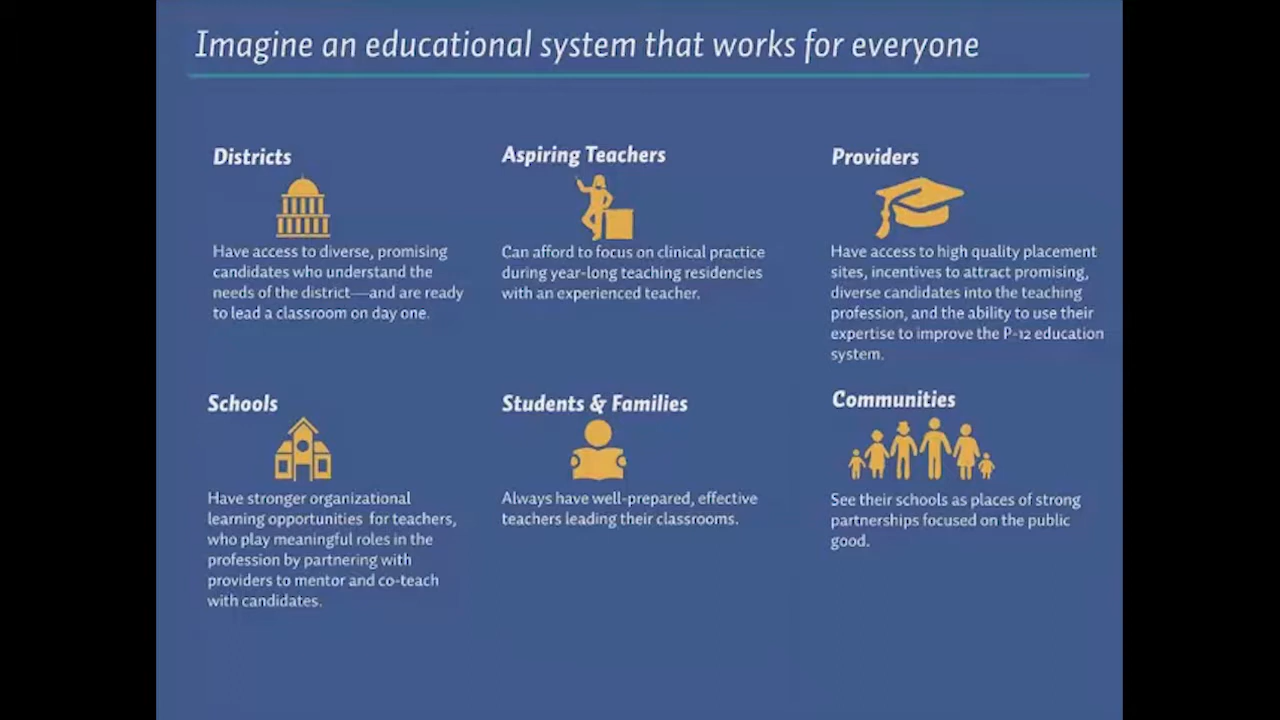 Imagine an educational system that works for everyone
Districts
Have access to diverse, promising
candidates who understand the
needs of the district—and are ready
to lead a classroom on day one.
Aspiring Teachers
Can afford to focus on clinical practice
during year-long teaching residencies
with an experienced teacher.
Providers
Have access to high quality placement
sites, incentives to attract promising,
diverse candidates into the teaching
profession, and the ability to use their
expertise to improve the P-12 education
system.
Schools
Have stronger organizational
learning opportunities for teachers,
who play meaningful roles in the
profession by partnering with
providers to mentor and co-teach
with candidates.
Students & Families
Always have well-prepared, effective
teachers leading their classrooms.
Communities
See their schools as places of strong
partnerships focused on the public
good.